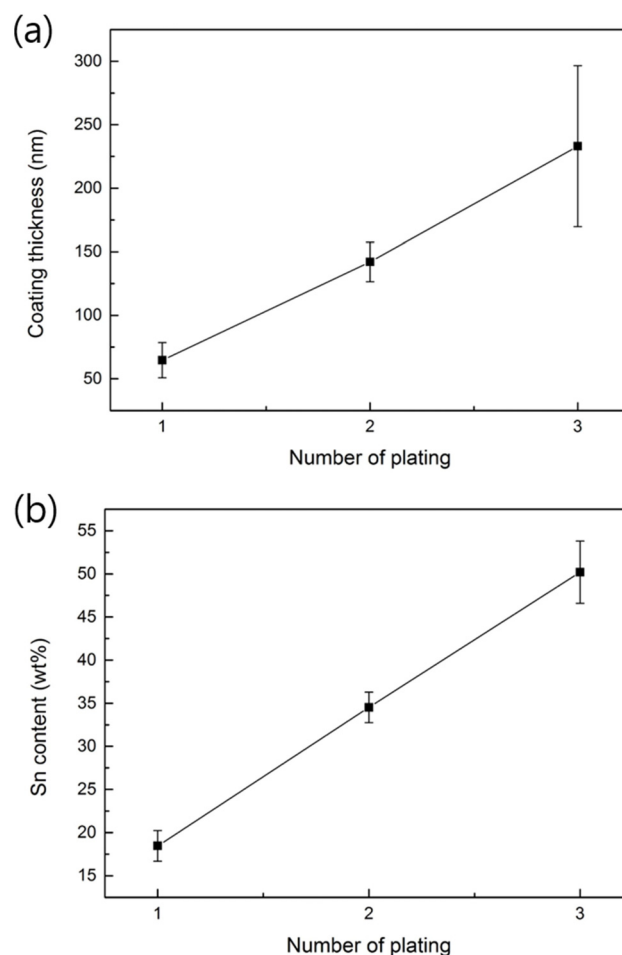 (a)
300
250
200
150
100
50
Coating thickness (nm)
1 2 3
Number of plating
(b)
55
50
45
40
35
30
25
20
15
Sn content (wt%)
1 2 3
Number of plating